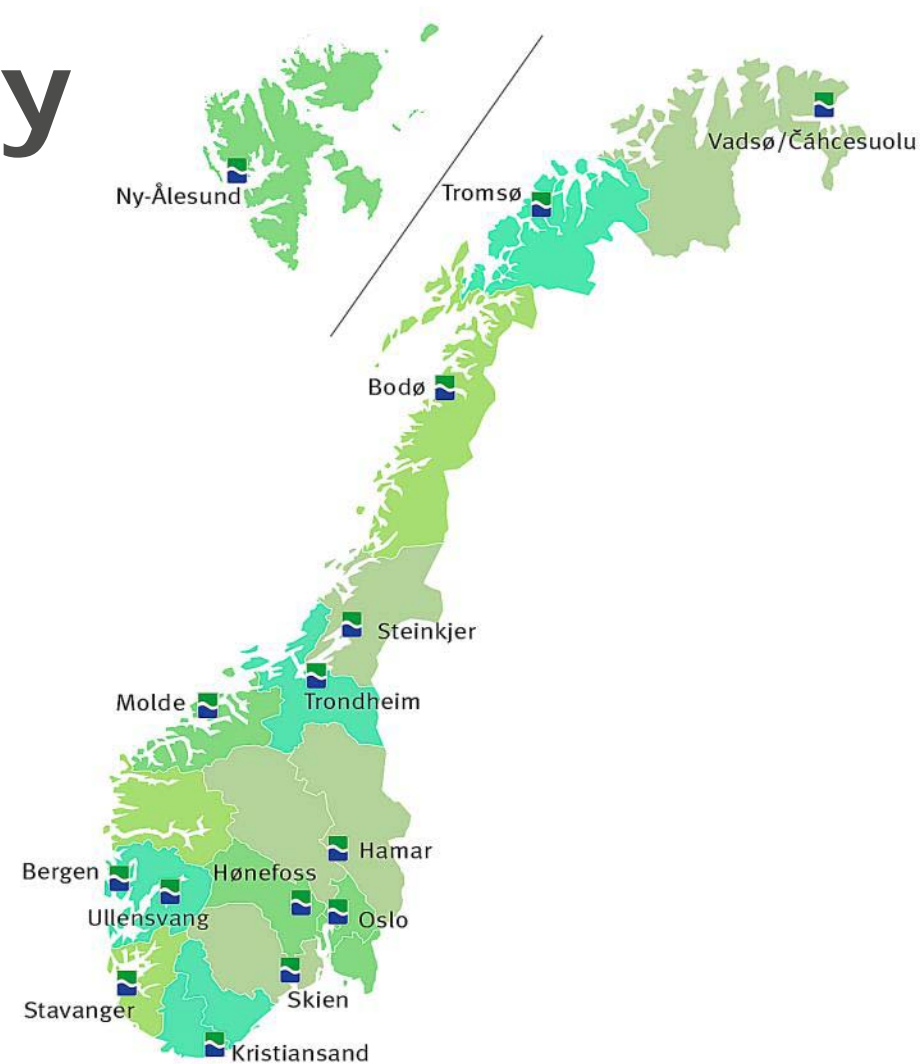 y
Vadsø/Čáhcesuolu
Ny-Ålesund
Tromsø
Bodø
Steinkjer
Molde
Trondheim
Hamar
Bergen
Hønefoss
Ullensvang
Oslo
Stavanger
Skien
Kristiansand